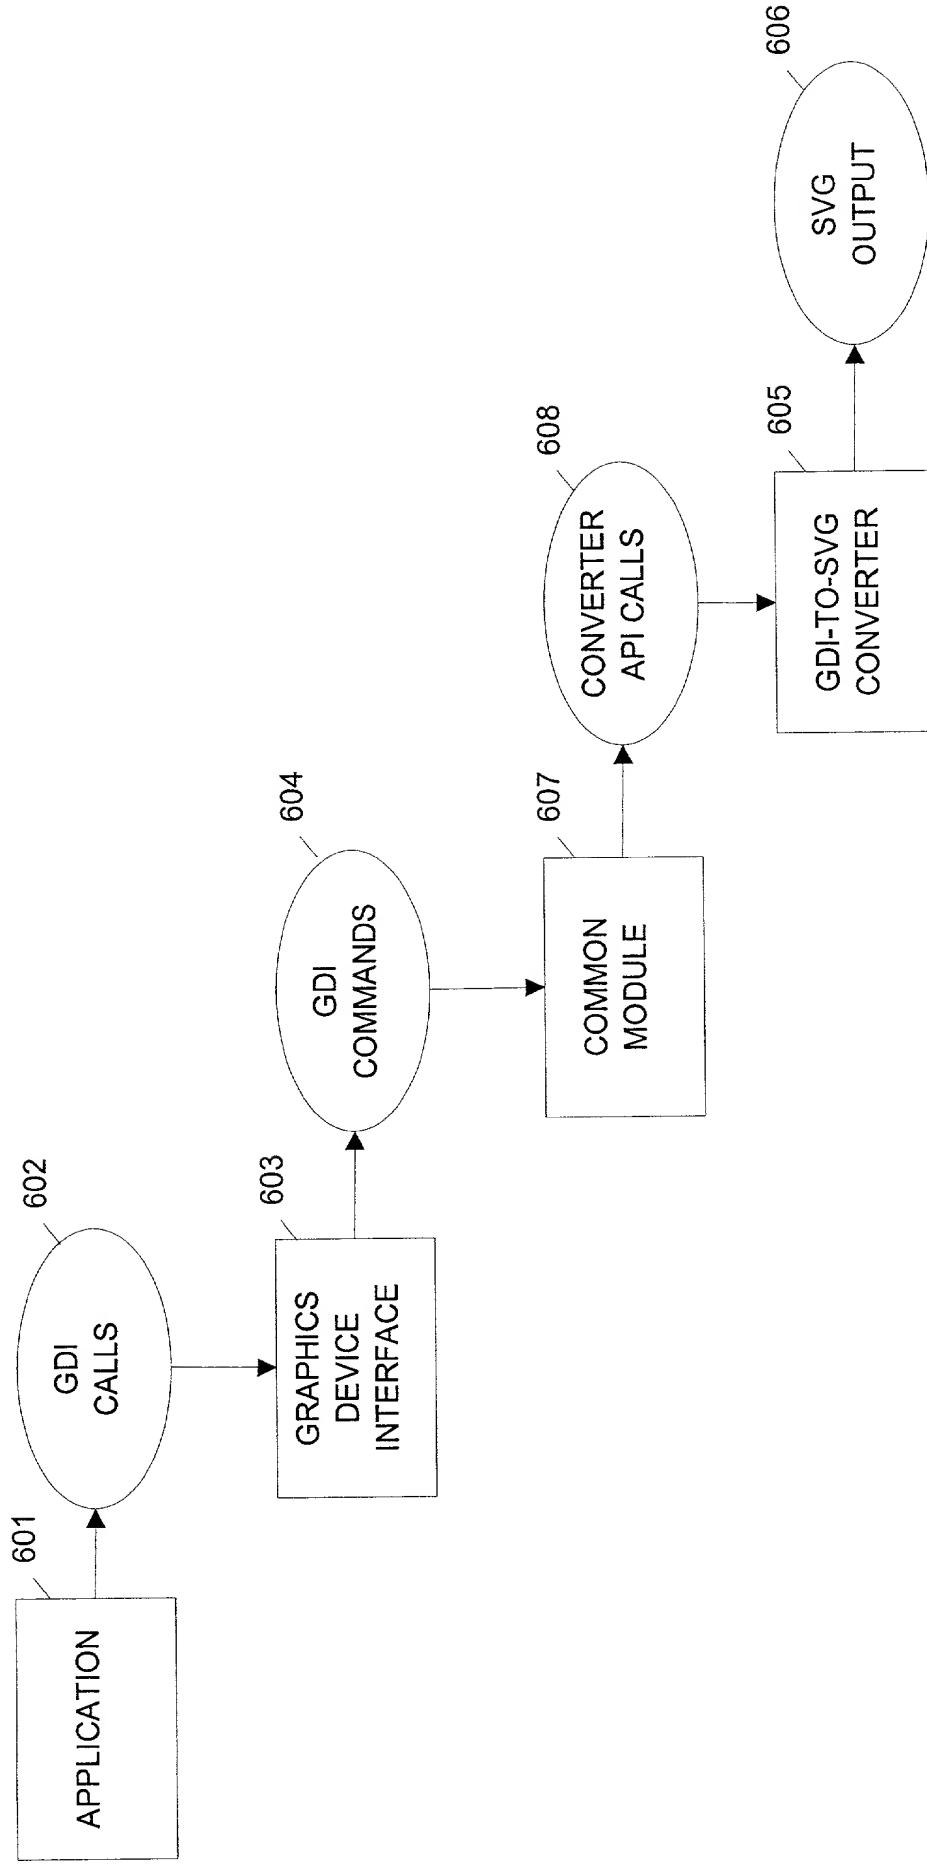 601
APPLICATION
602
GDI
CALLS
603
GRAPHICS
DEVICE
INTERFACE
604
GDI
COMMANDS
607
COMMON
MODULE
608
CONVERTER
API CALLS
605
GDI-TO-SVG
CONVERTER
606
SVG
OUTPUT